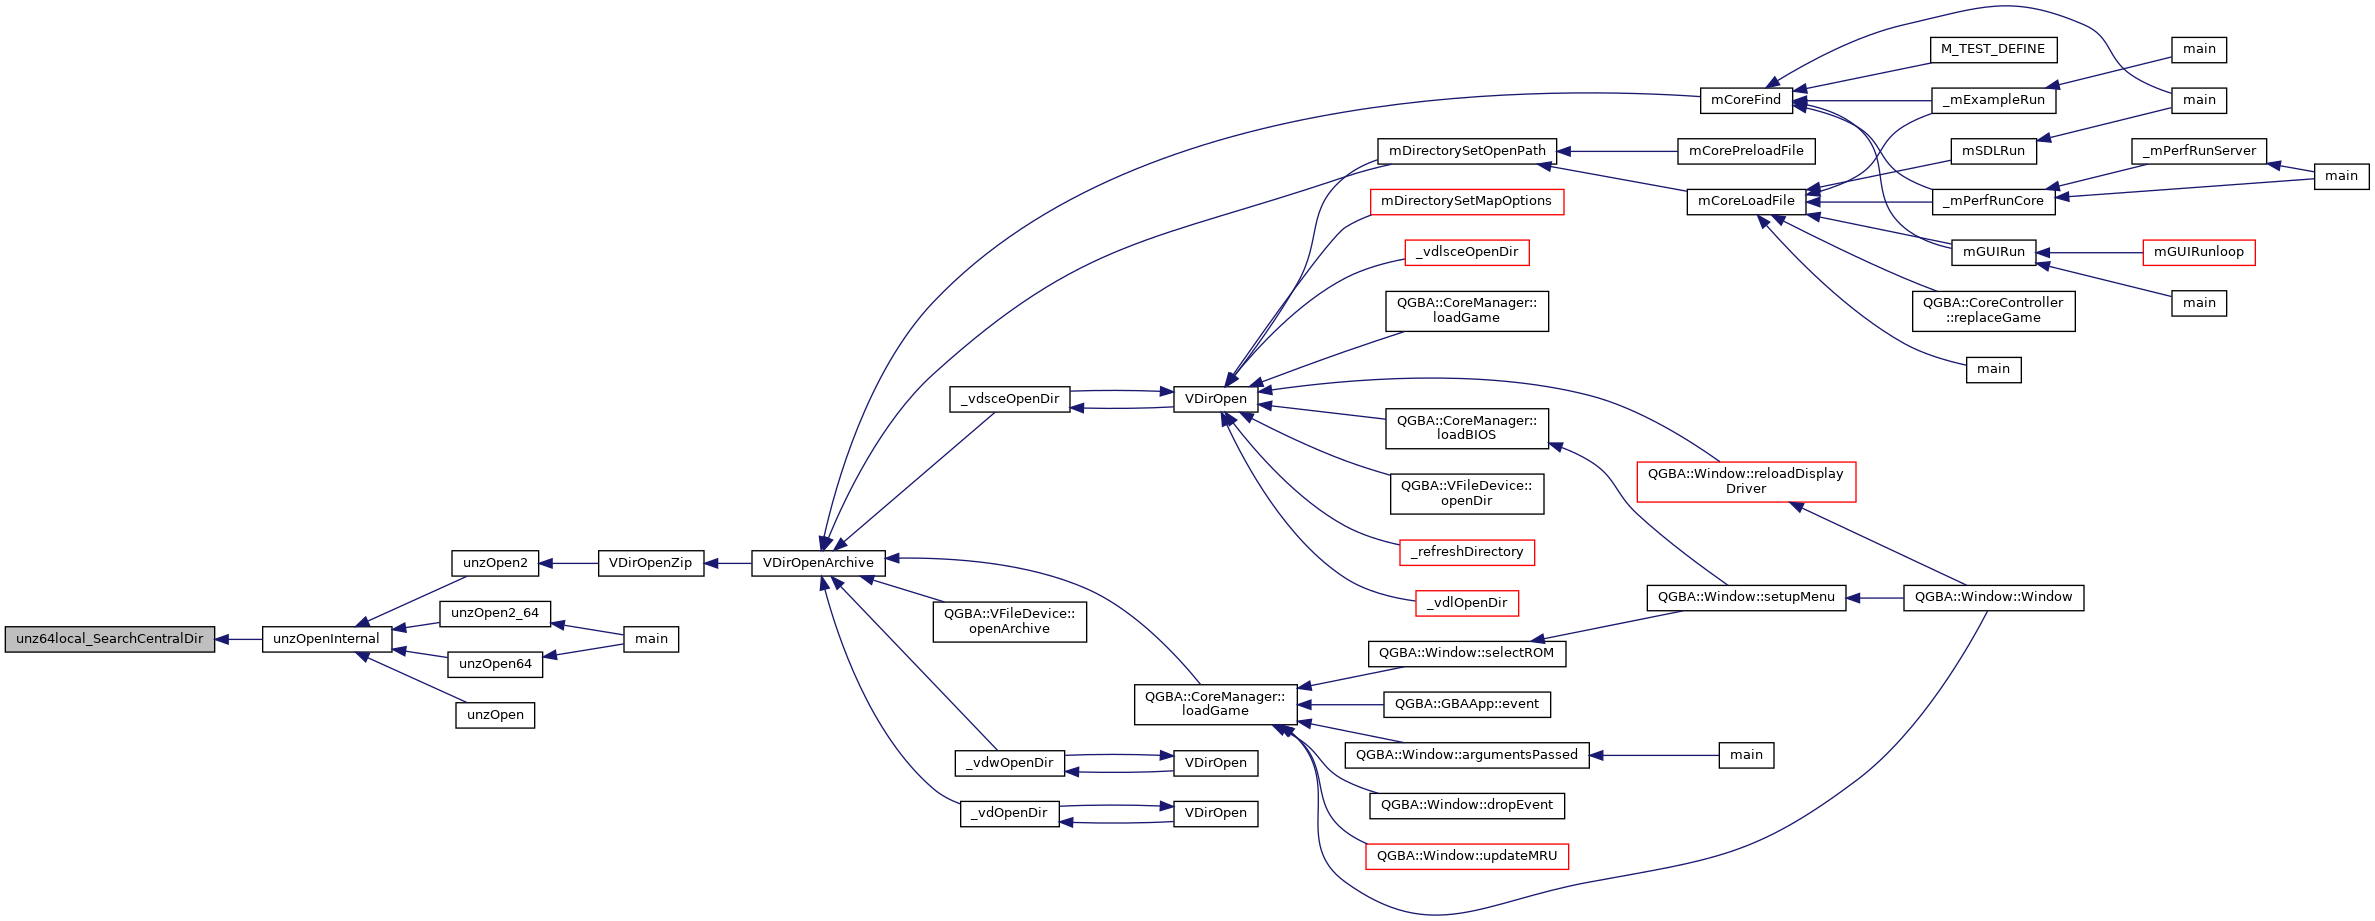 unz64local_SearchCentralDir
unzOpenInternal
unzOpen2
unzOpen2_64
unzOpen64
unzOpen
main
VDirOpenZip
VDirOpenArchive
_vdsceOpenDir
QGBA::VFileDevice::
openArchive
_vdwOpenDir
_vdOpenDir
VDirOpen
QGBA::CoreManager::
loadGame
VDirOpen
VDirOpen
mDirectorySetOpenPath
mDirectorySetMapOptions
_vdlsceOpenDir
QGBA::CoreManager::
loadGame
QGBA::CoreManager::
loadBIOS
QGBA::VFileDevice::
openDir
_refreshDirectory
_vdlOpenDir
QGBA::Window::selectROM
QGBA::GBAApp::event
QGBA::Window::argumentsPassed
QGBA::Window::dropEvent
QGBA::Window::updateMRU
mCoreFind
mCorePreloadFile
mCoreLoadFile
QGBA::Window::reloadDisplay
Driver
QGBA::Window::setupMenu
main
M_TEST_DEFINE
_mExampleRun
mSDLRun
_mPerfRunCore
mGUIRun
QGBA::CoreController
::replaceGame
main
QGBA::Window::Window
main
main
_mPerfRunServer
mGUIRunloop
main
main